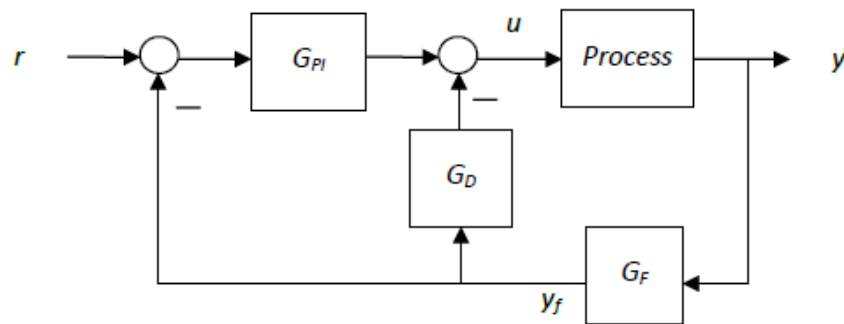 r
G_PI
u
Process
y
—
—
G_D
y_f
G_F